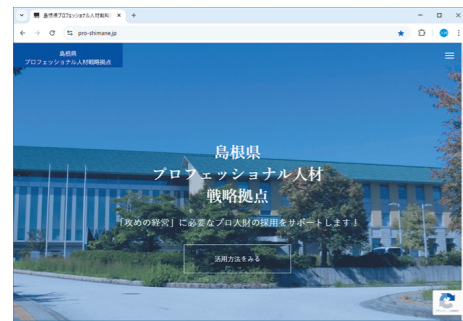 島根県プロフェッショナル人材戦略
pro-shimane.jp
島根県
プロフェッショナル人材戦略拠点
島根県
プロフェッショナル人材
戦略拠点
「攻めの経営」に必要なプロ人財の採用をサポートします！
活用方法をみる